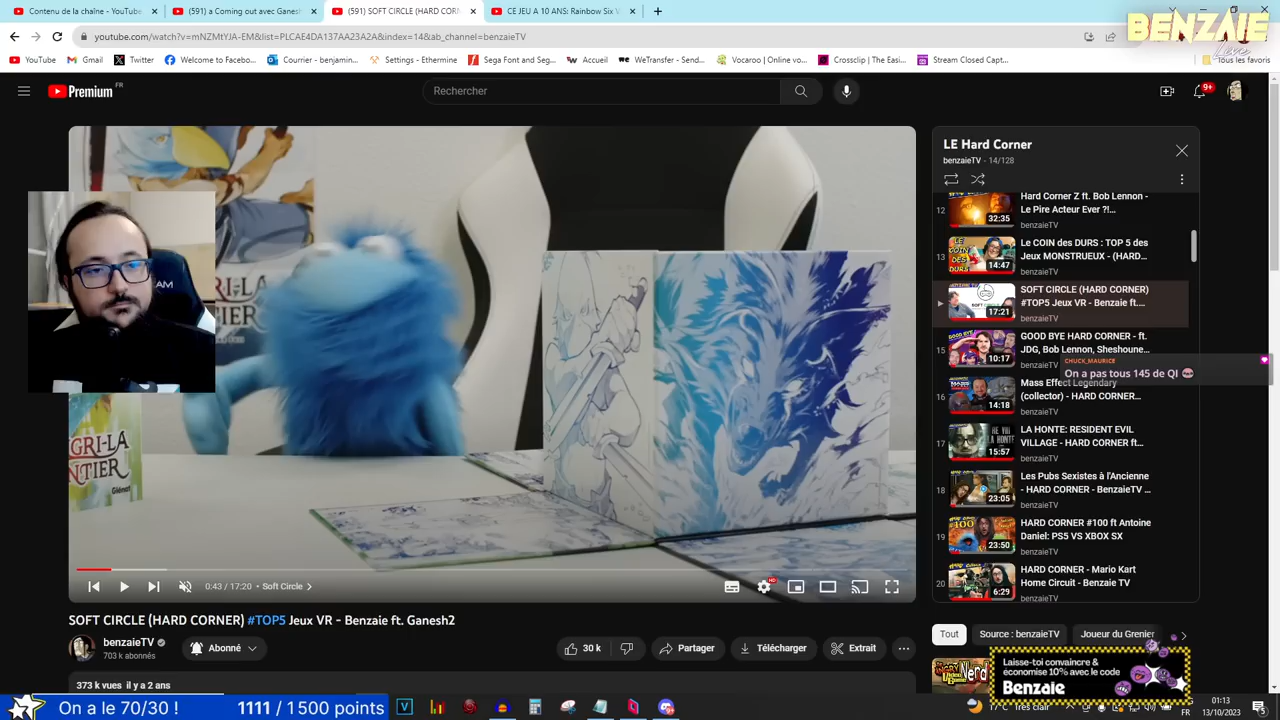 Contenu de la chaîne - YouTube
(591) a Coming out avec Ganesh
(591) SOFT CIRCLE (HARD CORN
CE JEU A 10 ANS: Rainbow Six V
BENZAIE
Live
youtube.com/watch?v=mNZMtYJA-EM&list=PLCAE4DA137AA23A2A&index=14&ab_channel=benzaieTV
YouTube
Gmail
Twitter
Welcome to Facebo...
Courrier - benjamin...
Settings - Ethermine
Sega Font and Seg...
Accueil
WeTransfer - Send...
Vocaroo | Online vo...
Crossclip | The Easi...
Stream Closed Capt...
Tous les favoris
Premium
FR
Rechercher
9+
LE Hard Corner
benzaieTV - 14/128
12
Hard Corner Z ft. Bob Lennon -
Le Pire Acteur Ever ?!...
32:35
benzaieTV
13
Le COIN des DURS : TOP 5 des
Jeux MONSTRUEUX - (HARD...
14:47
benzaieTV
SOFT CIRCLE (HARD CORNER)
#TOP5 Jeux VR - Benzaie ft....
17:21
benzaieTV
15
GOOD BYE HARD CORNER - ft.
JDG, Bob Lennon, Sheshoune...
10:17
benzaieTV
CHUCK_MAURICE
On a pas tous 145 de QI
16
Mass Effect Legendary
(collector) - HARD CORNER...
14:18
benzaieTV
17
LA HONTE: RESIDENT EVIL
VILLAGE - HARD CORNER ft...
15:57
benzaieTV
18
Les Pubs Sexistes à l'Ancienne
- HARD CORNER - BenzaieTV ...
23:05
benzaieTV
19
HARD CORNER #100 ft Antoine
Daniel: PS5 VS XBOX SX
23:50
benzaieTV
20
HARD CORNER - Mario Kart
Home Circuit - Benzaie TV
6:29
benzaieTV
GRI-LA
NTIER
Glénat
0:43 / 17:20 • Soft Circle
HD
SOFT CIRCLE (HARD CORNER) #TOP5 Jeux VR - Benzaie ft. Ganesh2
benzaieTV
703 k abonnés
Abonné
30 k
Partager
Télécharger
Extrait
Tout
Source : benzaieTV
Joueur du Grenier
373 k vues il y a 2 ans
Laisse-toi convaincre &
économise 10% avec le code
Benzaie
On a le 70/30 !
1111 / 1500 points
17°C Très clair
FR
01:13
13/10/2023